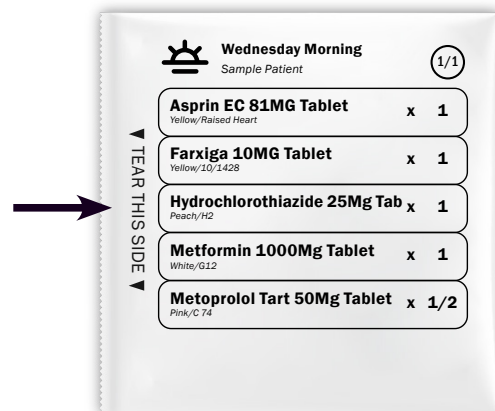 Wednesday Morning
Sample Patient
1/1
Asprin EC 81MG Tablet x 1
Yellow/Raised Heart
Farxiga 10MG Tablet x 1
Yellow/10/1428
Hydrochlorothiazide 25Mg Tab x 1
Peach/H2
Metformin 1000Mg Tablet x 1
White/G12
Metoprolol Tart 50Mg Tablet x 1/2
Pink/C 74
TEAR THIS SIDE